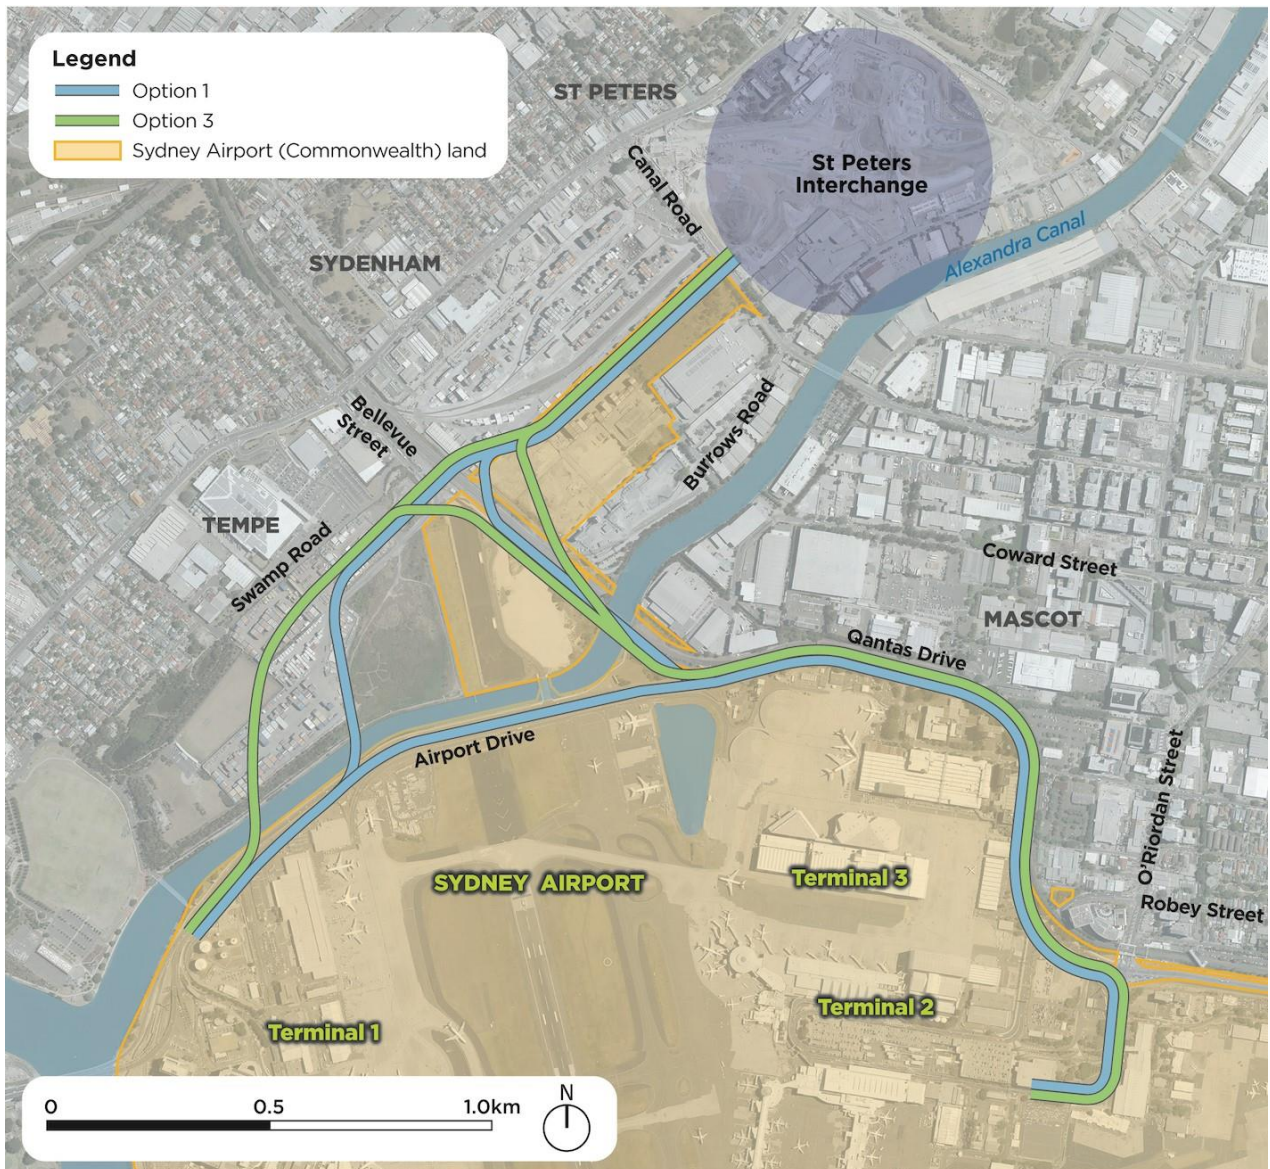 Legend
Option 1
Option 3
Sydney Airport (Commonwealth) land
ST PETERS
Canal Road
St Peters
Interchange
Alexandra Canal
SYDENHAM
Bellevue
Street
Burrows Road
TEMPE
Swamp Road
Coward Street
MASCOT
Qantas Drive
Airport Drive
O'Riordan Street
SYDNEY AIRPORT
Terminal 3
Robey Street
Terminal 2
Terminal 1
0 0.5 1.0km
N